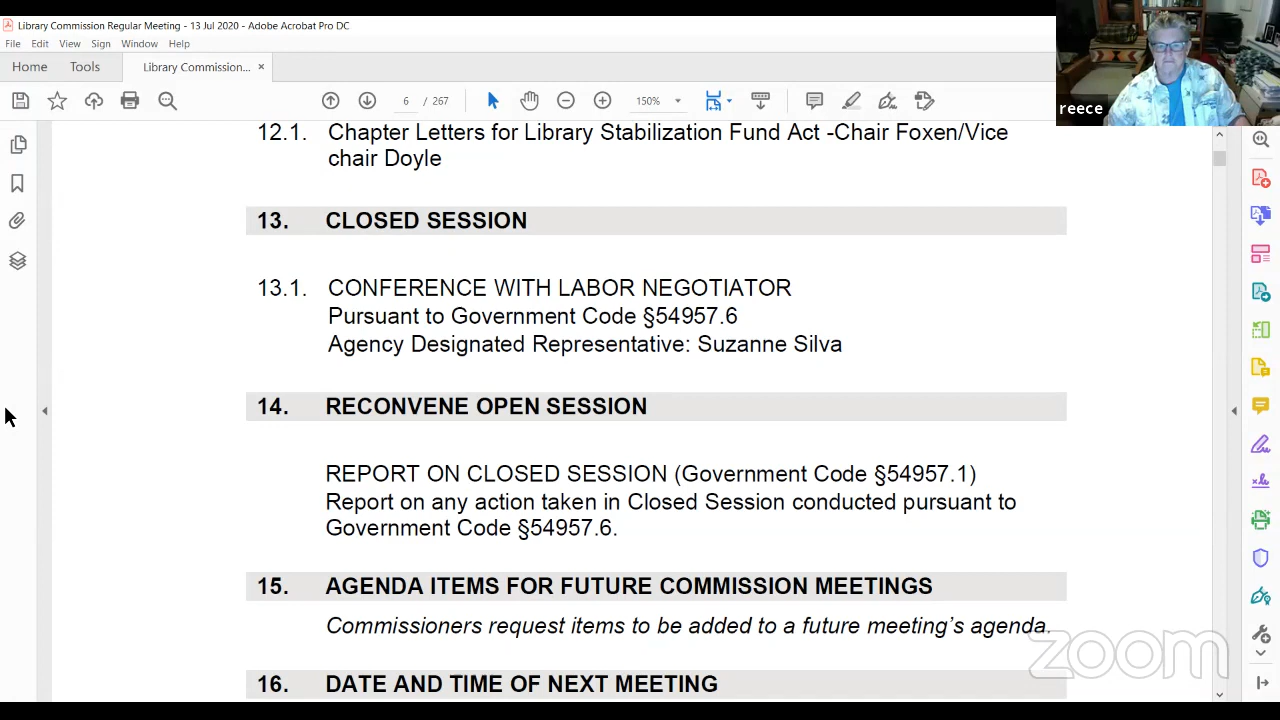 Library Commission Regular Meeting - 13 Jul 2020 - Adobe Acrobat Pro DC
File Edit View Sign Window Help
Home Tools Library Commission... ×
6 / 267 150%
reece
12.1. Chapter Letters for Library Stabilization Fund Act -Chair Foxen/Vice
chair Doyle
13. CLOSED SESSION
13.1. CONFERENCE WITH LABOR NEGOTIATOR
Pursuant to Government Code §54957.6
Agency Designated Representative: Suzanne Silva
14. RECONVENE OPEN SESSION
REPORT ON CLOSED SESSION (Government Code §54957.1)
Report on any action taken in Closed Session conducted pursuant to
Government Code §54957.6.
15. AGENDA ITEMS FOR FUTURE COMMISSION MEETINGS
Commissioners request items to be added to a future meeting's agenda.
zoom
16. DATE AND TIME OF NEXT MEETING